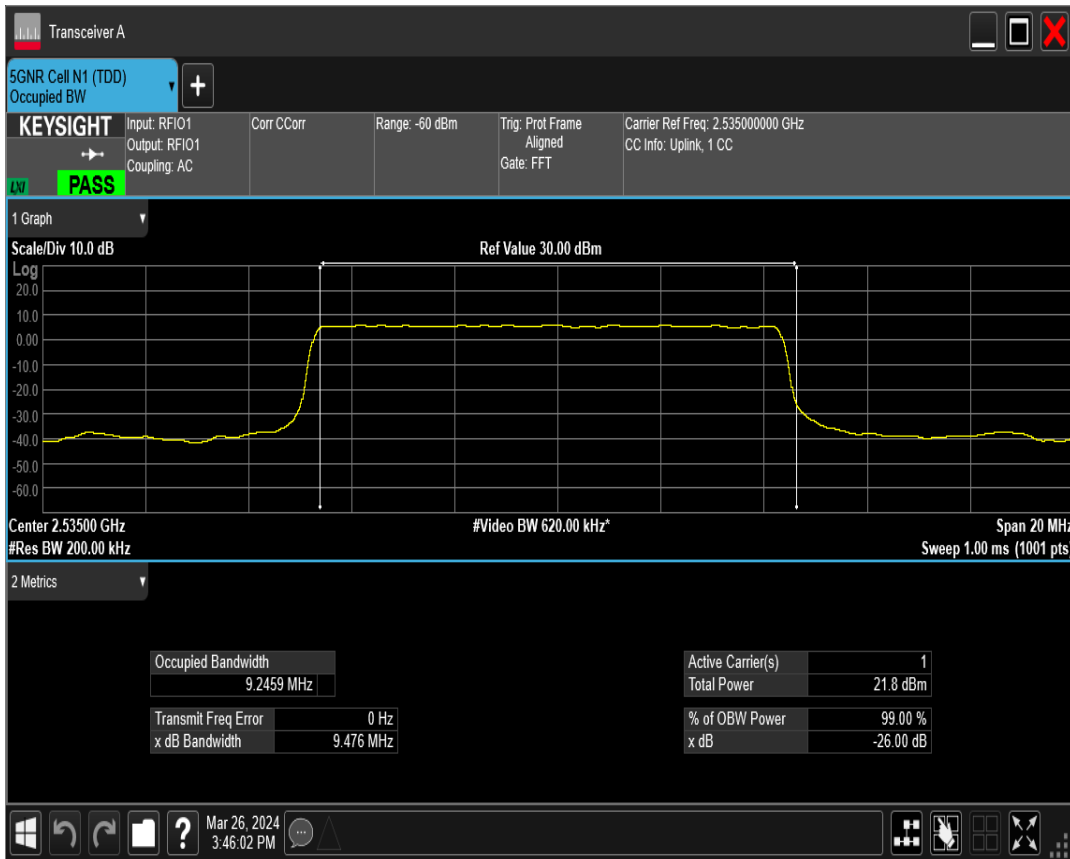 Transceiver A
5GNR Cell N1 (TDD)
Occupied BW
+
KEYSIGHT
LXI
PASS
Input: RFIO1
Output: RFIO1
Coupling: AC
Corr CCorr
Range: -60 dBm
Trig: Prot Frame
Aligned
Gate: FFT
Carrier Ref Freq: 2.535000000 GHz
CC Info: Uplink, 1 CC
1 Graph
Scale/Div 10.0 dB
Ref Value 30.00 dBm
Log
20.0
10.0
0.00
-10.0
-20.0
-30.0
-40.0
-50.0
-60.0
Center 2.53500 GHz
#Video BW 620.00 kHz*
Span 20 MHz
#Res BW 200.00 kHz
Sweep 1.00 ms (1001 pts)
2 Metrics
Occupied Bandwidth
9.2459 MHz
Transmit Freq Error 0 Hz
x dB Bandwidth 9.476 MHz
Active Carrier(s) 1
Total Power 21.8 dBm
% of OBW Power 99.00 %
x dB -26.00 dB
?
Mar 26, 2024
3:46:02 PM